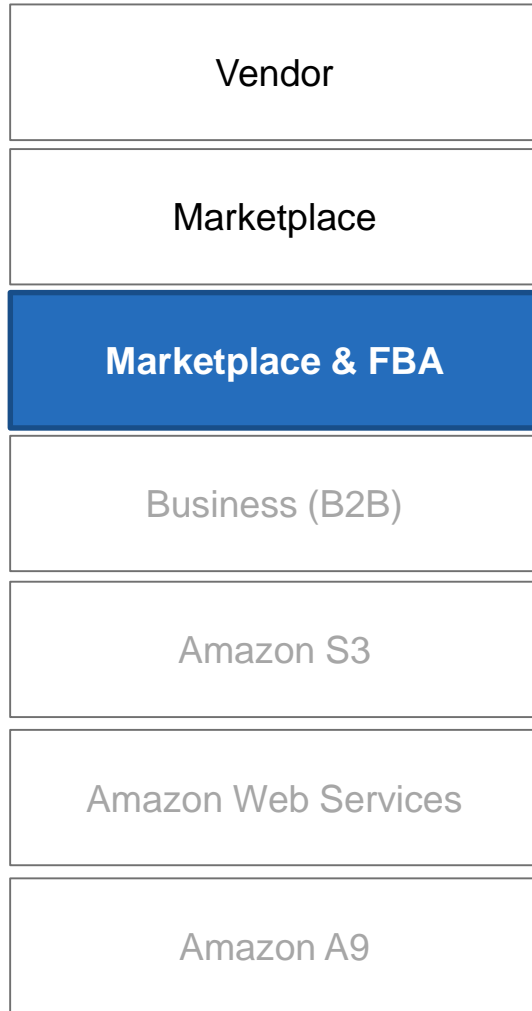 Vendor
Marketplace
Marketplace & FBA
Business (B2B)
Amazon S3
Amazon Web Services
Amazon A9